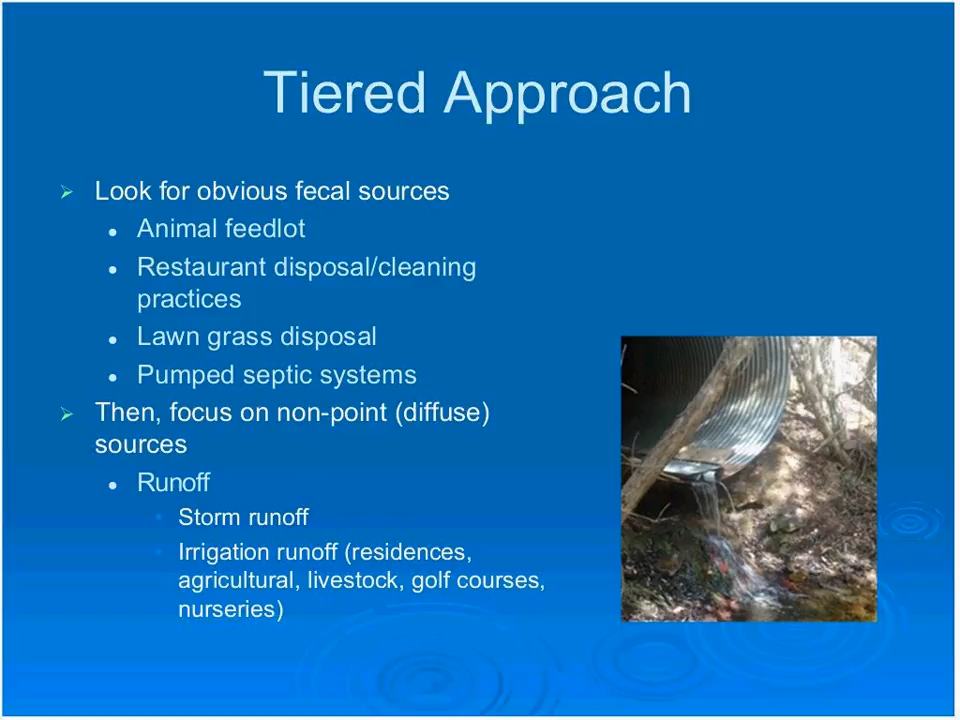 Tiered Approach
Look for obvious fecal sources
Animal feedlot
Restaurant disposal/cleaning
practices
Lawn grass disposal
Pumped septic systems
Then, focus on non-point (diffuse)
sources
Runoff
Storm runoff
Irrigation runoff (residences,
agricultural, livestock, golf courses,
nurseries)